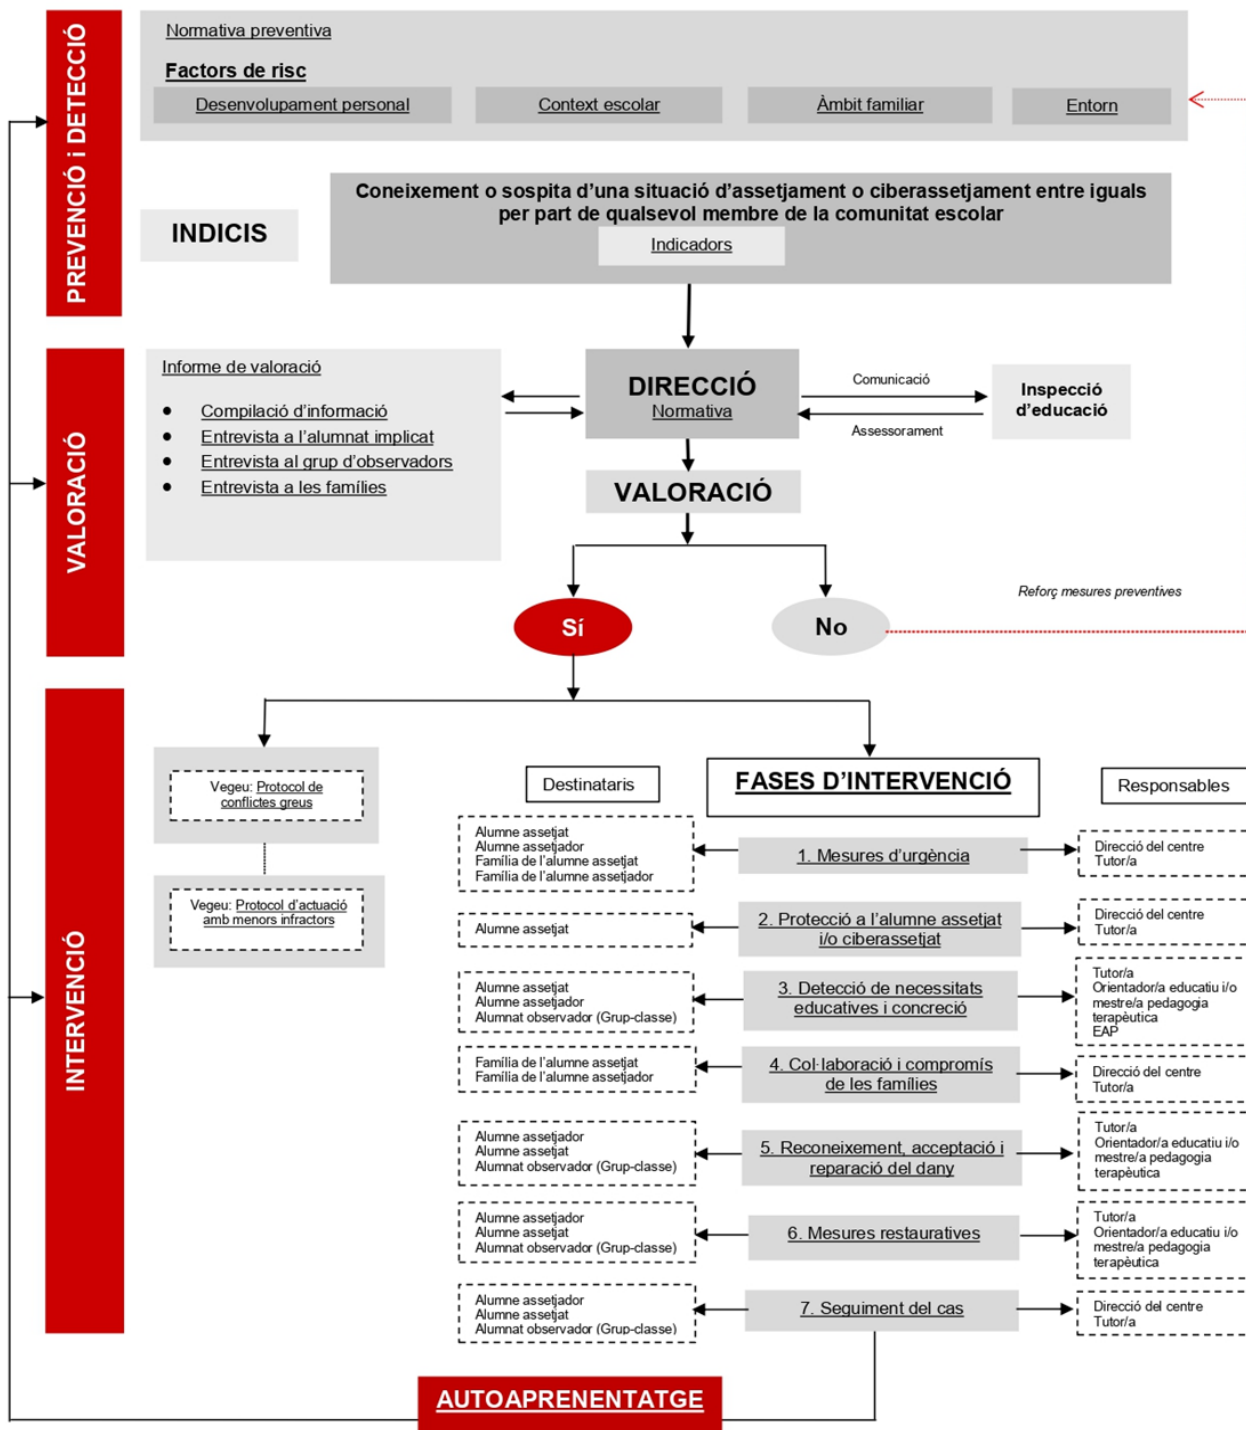 PREVENCIÓ i DETECCIÓ
Normativa preventiva
Factors de risc
Desenvolupament personal
Context escolar
Àmbit familiar
Entorn
INDICIS
Coneixement o sospita d'una situació d'assetjament o ciberassetjament entre iguals
per part de qualsevol membre de la comunitat escolar
Indicadors
VALORACIÓ
Informe de valoració
● Compilació d'informació
● Entrevista a l'alumnat implicat
● Entrevista al grup d'observadors
● Entrevista a les famílies
DIRECCIÓ
Normativa
Comunicació
Assessorament
Inspecció
d'educació
VALORACIÓ
Sí
No
Reforç mesures preventives
INTERVENCIÓ
Vegeu: Protocol de
conflictes greus
Vegeu: Protocol d'actuació
amb menors infractors
Destinataris
FASES D'INTERVENCIÓ
Responsables
Alumne assetjat
Alumne assetjador
Família de l'alumne assetjat
Família de l'alumne assetjador
1. Mesures d'urgència
Direcció del centre
Tutor/a
Alumne assetjat
2. Protecció a l'alumne assetjat
i/o ciberassetjat
Direcció del centre
Tutor/a
Alumne assetjat
Alumne assetjador
Alumnat observador (Grup-classe)
3. Detecció de necessitats
educatives i concreció
Tutor/a
Orientador/a educatiu i/o
mestre/a pedagogia
terapèutica
EAP
Família de l'alumne assetjat
Família de l'alumne assetjador
4. Col·laboració i compromís
de les famílies
Direcció del centre
Tutor/a
Alumne assetjador
Alumne assetjat
Alumnat observador (Grup-classe)
5. Reconeixement, acceptació i
reparació del dany
Tutor/a
Orientador/a educatiu i/o
mestre/a pedagogia
terapèutica
Alumne assetjador
Alumne assetjat
Alumnat observador (Grup-classe)
6. Mesures restauratives
Tutor/a
Orientador/a educatiu i/o
mestre/a pedagogia
terapèutica
Alumne assetjador
Alumne assetjat
Alumnat observador (Grup-classe)
7. Seguiment del cas
Direcció del centre
Tutor/a
AUTOAPRENENTATGE